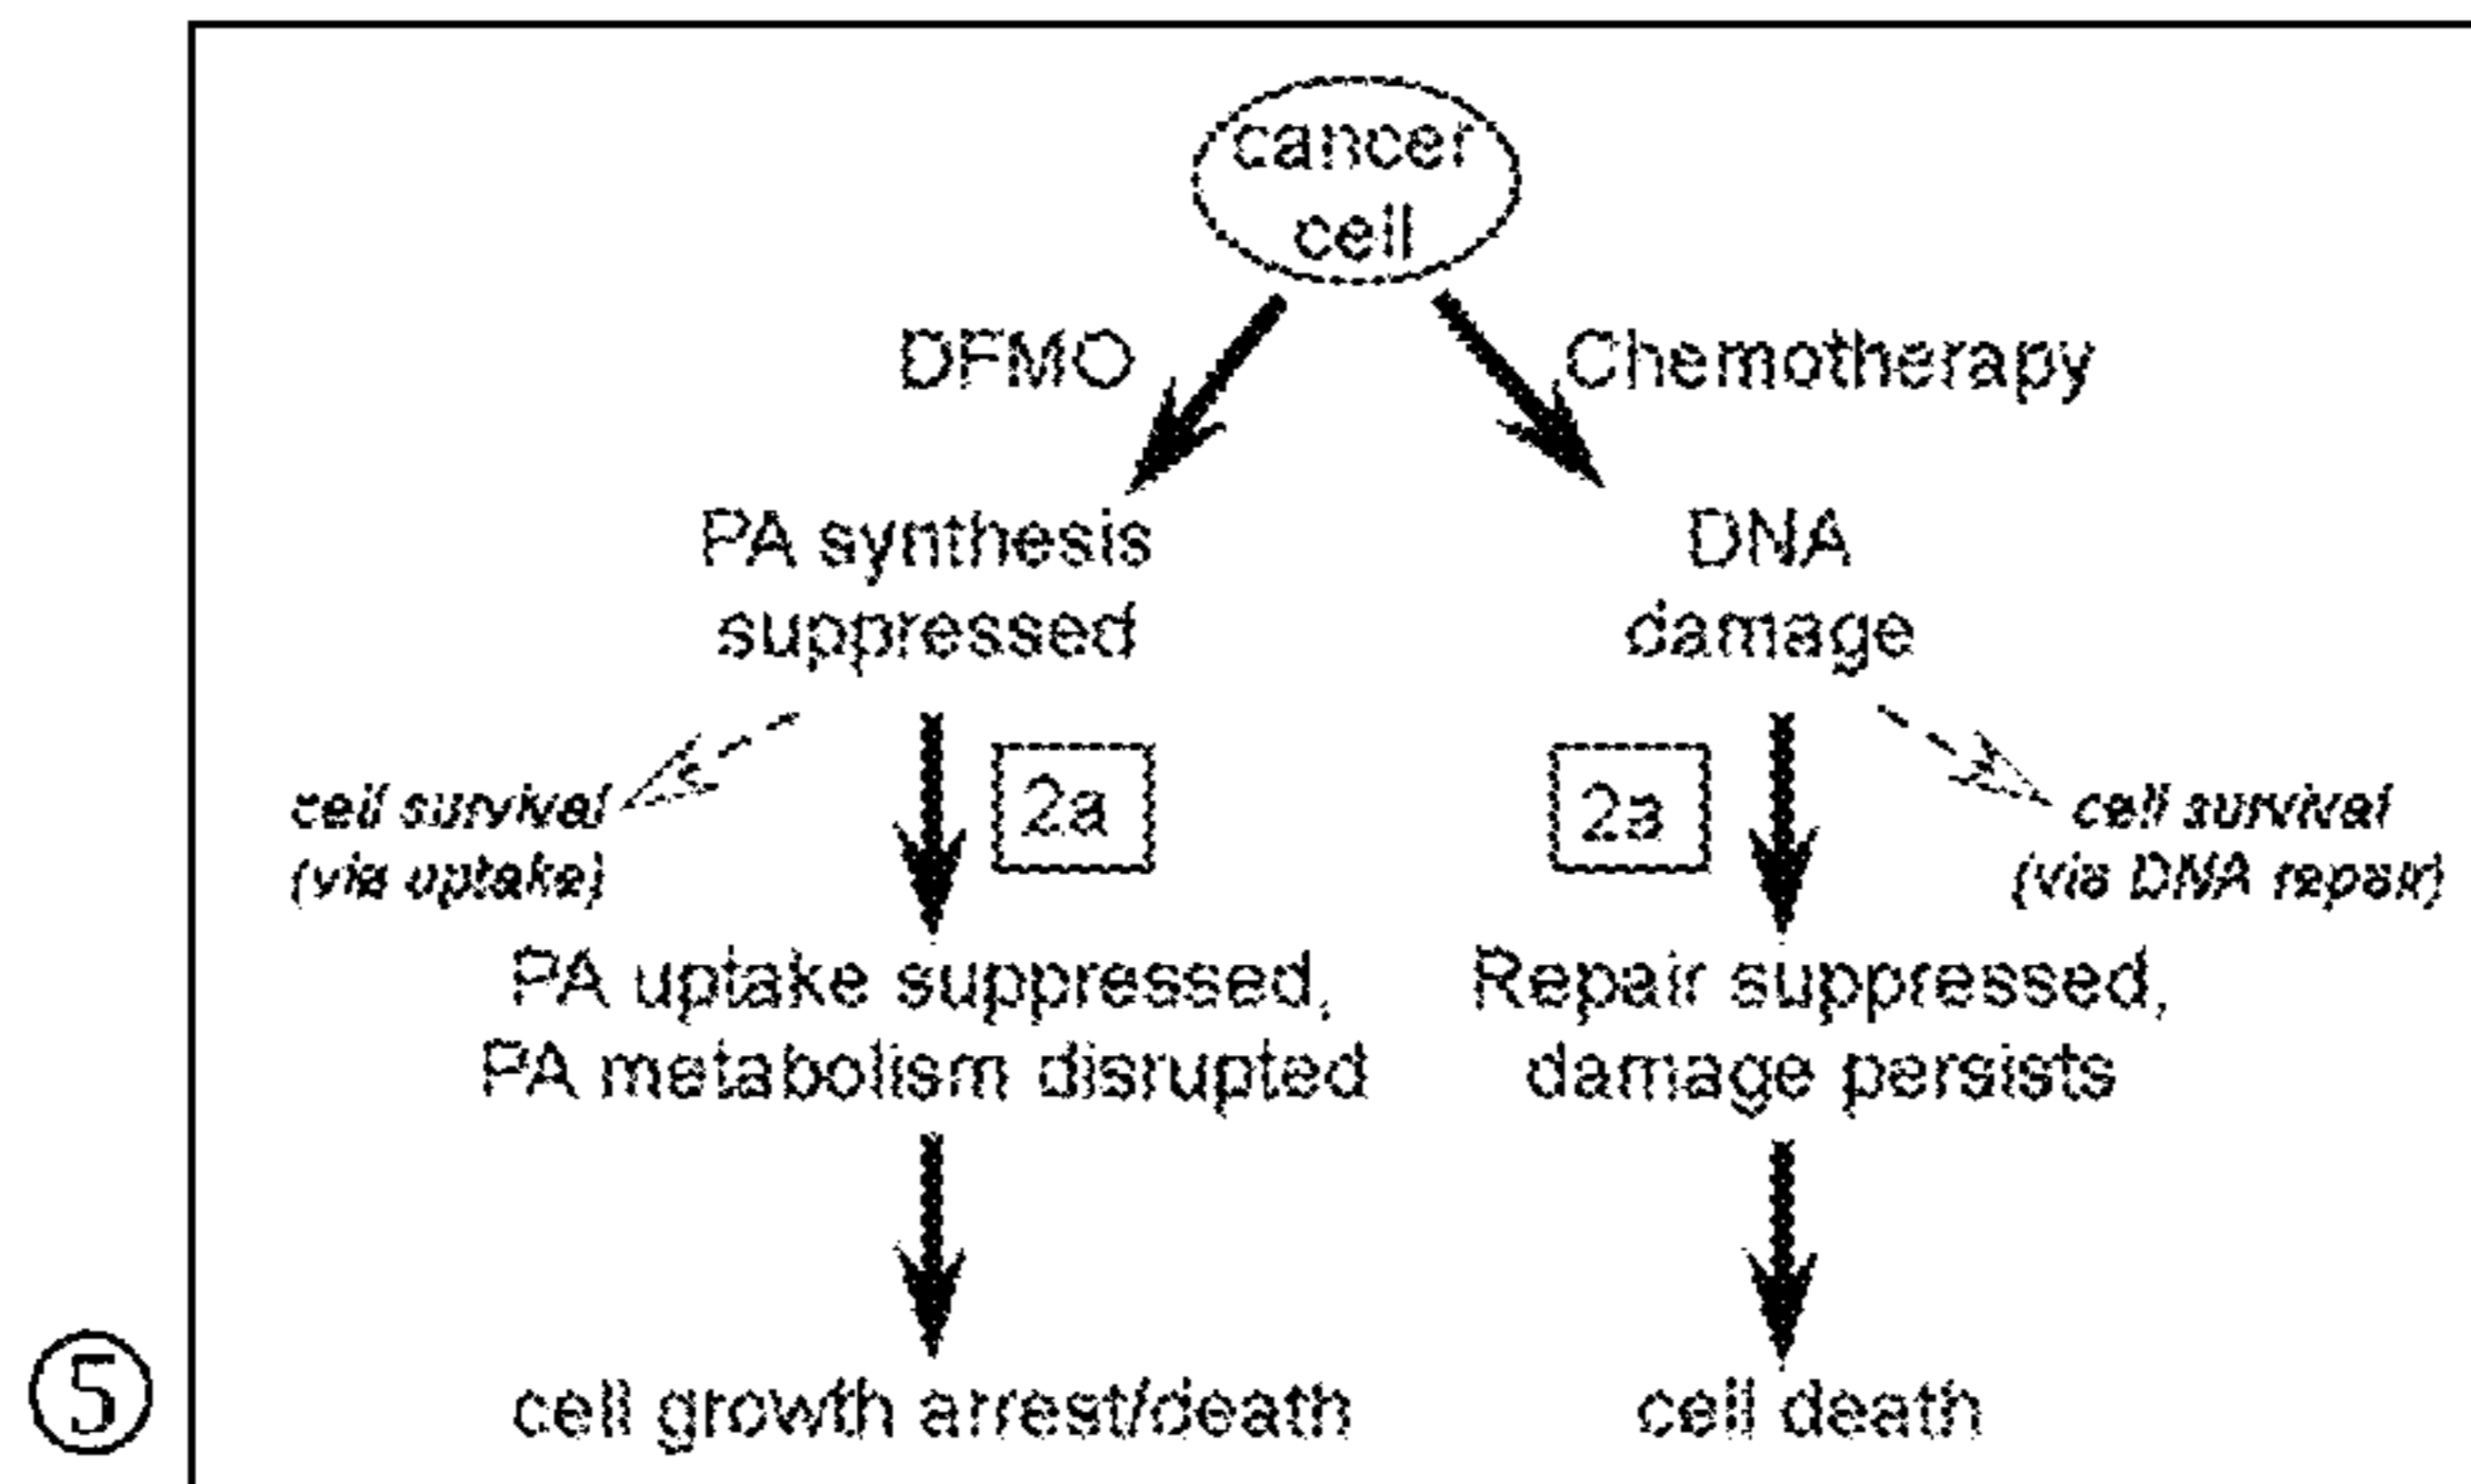 cancer
cell
DFMO
Chemotherapy
PA synthesis
suppressed
DNA
damage
cell survival
(via uptake)
2a
2a
cell survival
(via DNA repair)
PA uptake suppressed,
PA metabolism disrupted
Repair suppressed,
damage persists
cell growth arrest/death
cell death
5